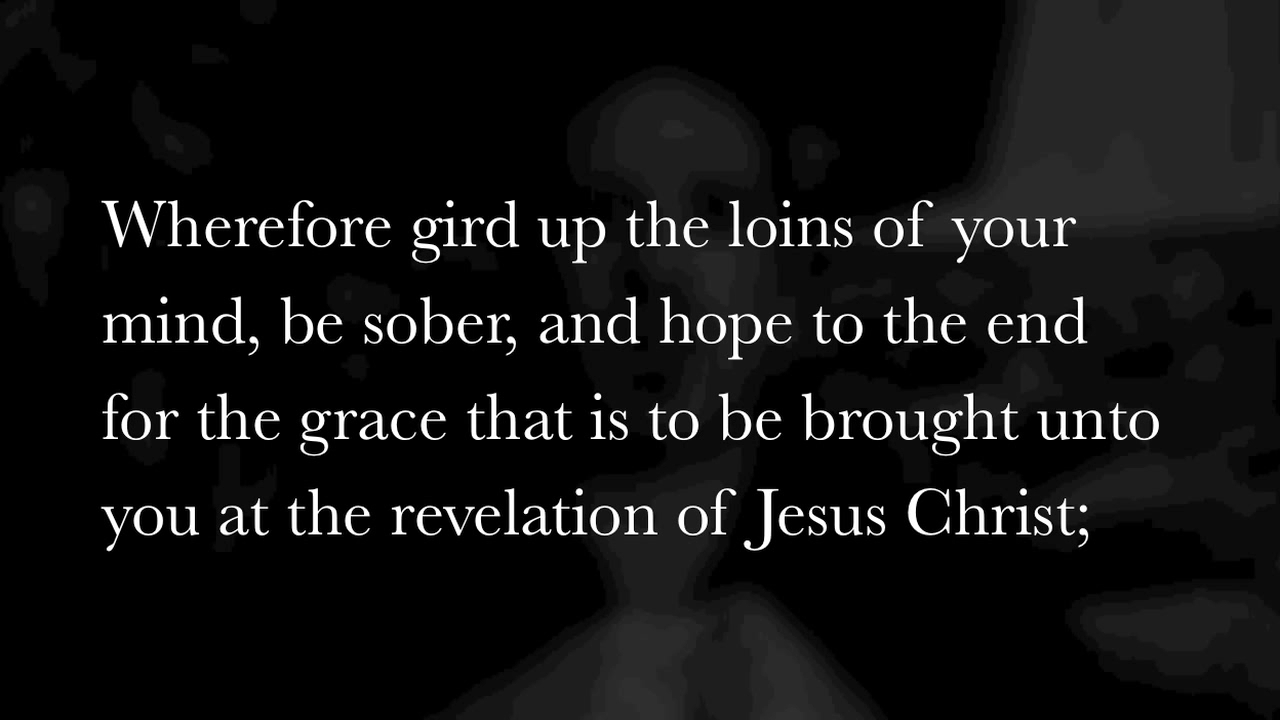 Wherefore gird up the loins of your
mind, be sober, and hope to the end
for the grace that is to be brought unto
you at the revelation of Jesus Christ;